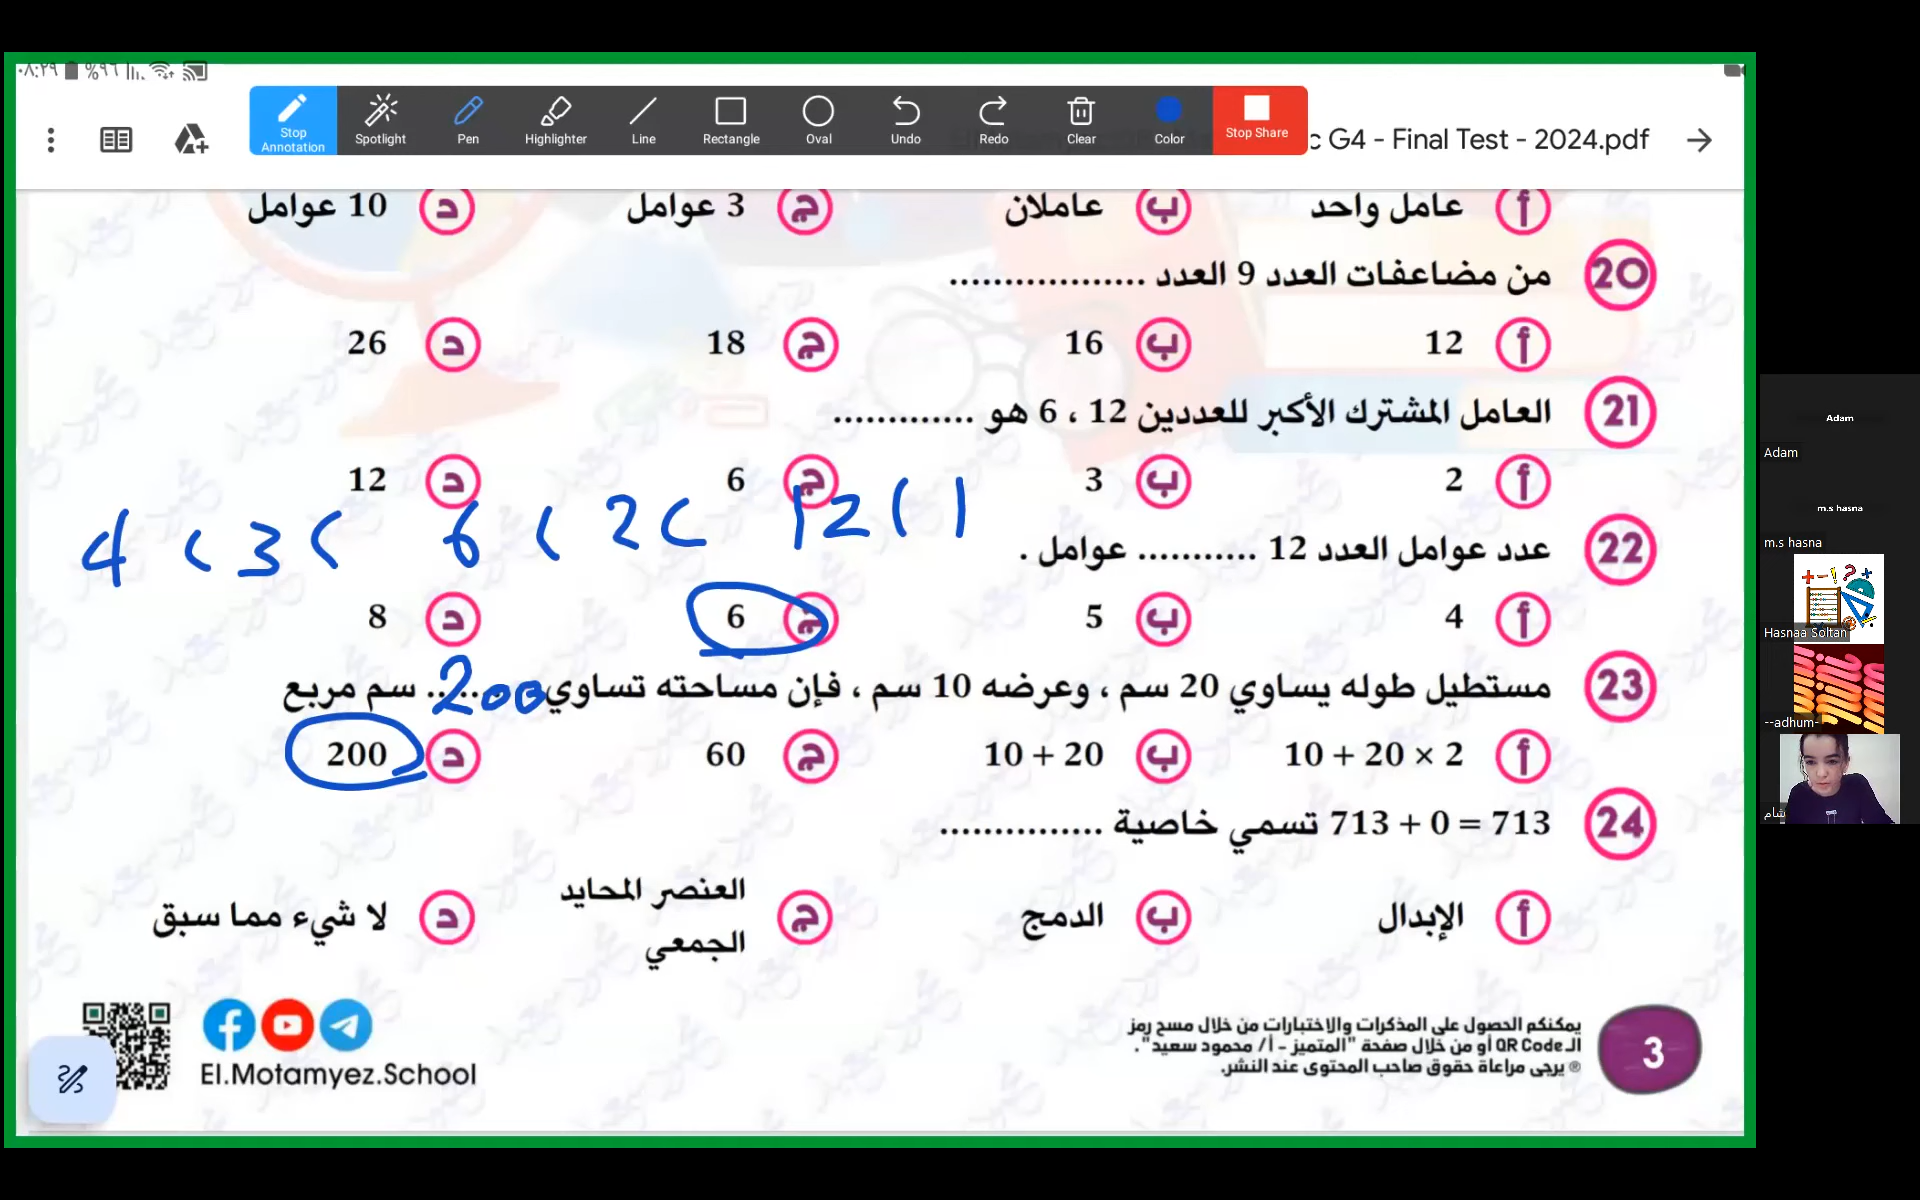 ٠٨:٢٩ %٩٦
Stop Annotation Spotlight Pen Highlighter Line Rectangle Oval Undo Redo Clear Color Stop Share
c G4 - Final Test - 2024.pdf
أ عامل واحد ب عاملان ج 3 عوامل د 10 عوامل
20 من مضاعفات العدد 9 العدد ..................
أ 12 ب 16 ج 18 د 26
21 العامل المشترك الأكبر للعددين 12 ، 6 هو .............
أ 2 ب 3 ج 6 د 12
1 ( 12 ( 2 ( 6 ( 3 ( 4
22 عدد عوامل العدد 12 ........... عوامل .
أ 4 ب 5 ج 6 د 8
23 مستطيل طوله يساوي 20 سم ، وعرضه 10 سم ، فإن مساحته تساوي 200 سم مربع
أ 10 + 20 × 2 ب 10 + 20 ج 60 د 200
24 713 + 0 = 713 تسمي خاصية ...............
أ الإبدال ب الدمج ج العنصر المحايد الجمعي د لا شيء مما سبق
يمكنكم الحصول على المذكرات والاختبارات من خلال مسح رمز
الـ QR Code أو من خلال صفحة "المتميز - أ/ محمود سعيد".
® يرجى مراعاة حقوق صاحب المحتوى عند النشر.
3
El.Motamyez.School
Adam
Adam
m.s hasna
m.s hasna
Hasnaa Soltan
--adhum--